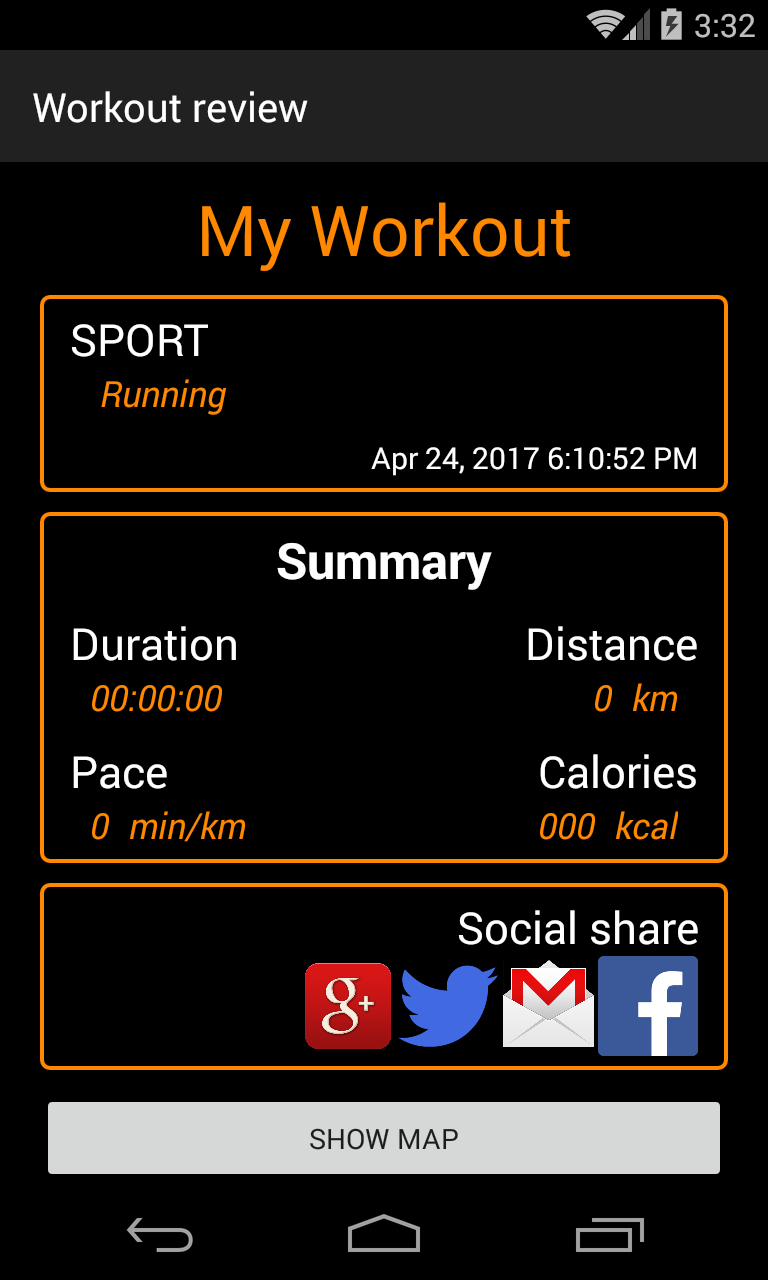 3:32
Workout review
My Workout
SPORT
Running
Apr 24, 2017 6:10:52 PM
Summary
Duration Distance
00:00:00 0 km
Pace Calories
0 min/km 000 kcal
Social share
g+ M f
SHOW MAP